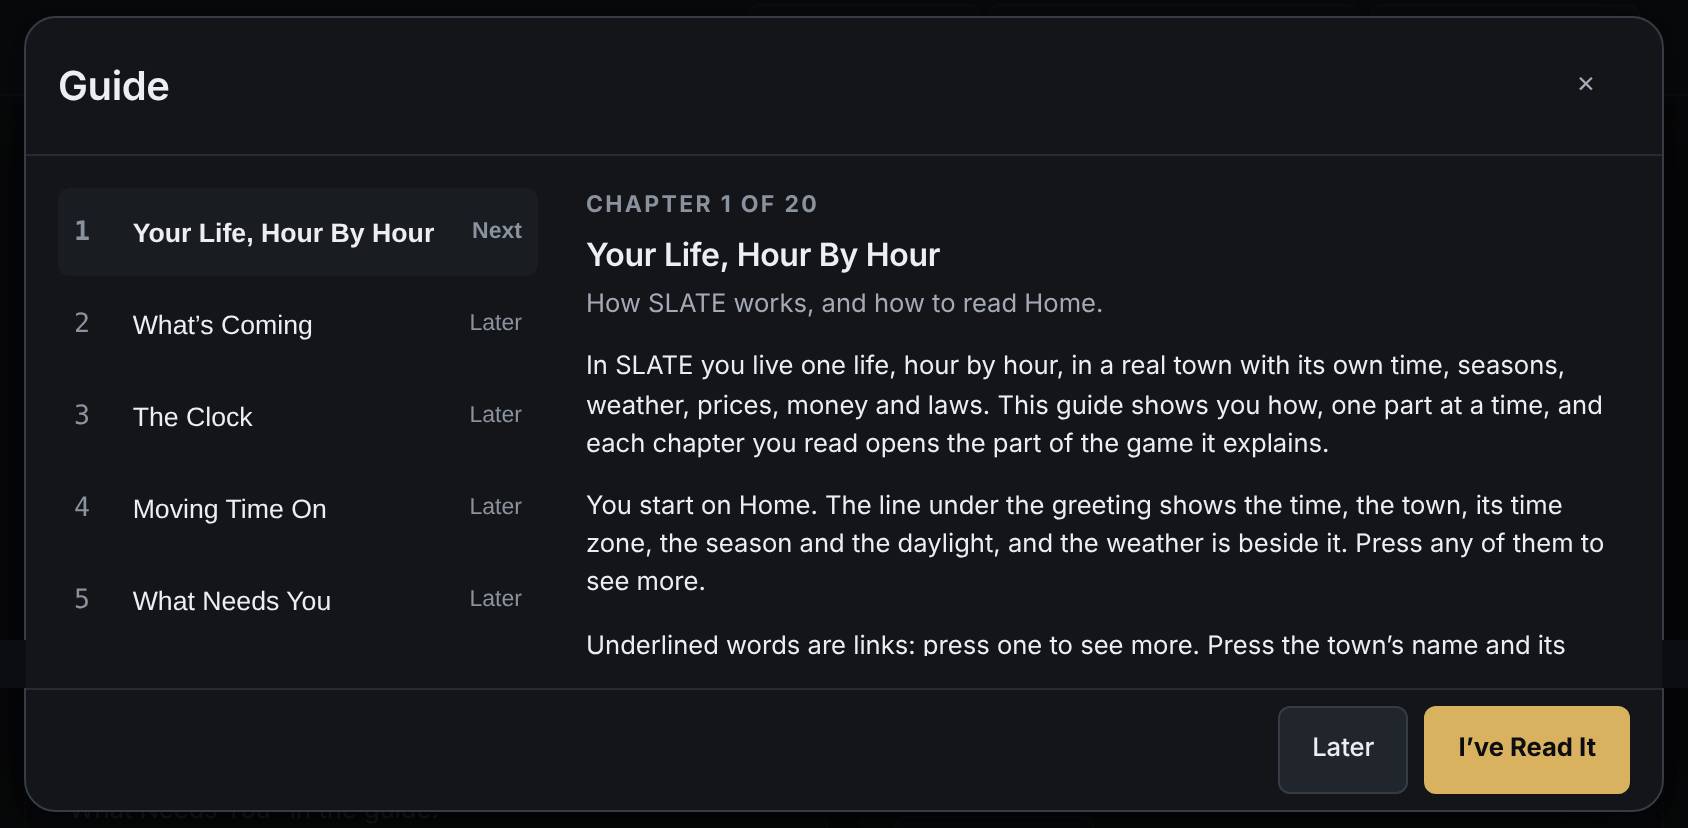 Guide
×
1 Your Life, Hour By Hour Next
2 What’s Coming Later
3 The Clock Later
4 Moving Time On Later
5 What Needs You Later
CHAPTER 1 OF 20
Your Life, Hour By Hour
How SLATE works, and how to read Home.
In SLATE you live one life, hour by hour, in a real town with its own time, seasons,
weather, prices, money and laws. This guide shows you how, one part at a time, and
each chapter you read opens the part of the game it explains.
You start on Home. The line under the greeting shows the time, the town, its time
zone, the season and the daylight, and the weather is beside it. Press any of them to
see more.
Underlined words are links: press one to see more. Press the town’s name and its
Later
I’ve Read It
What Needs You in the guide.